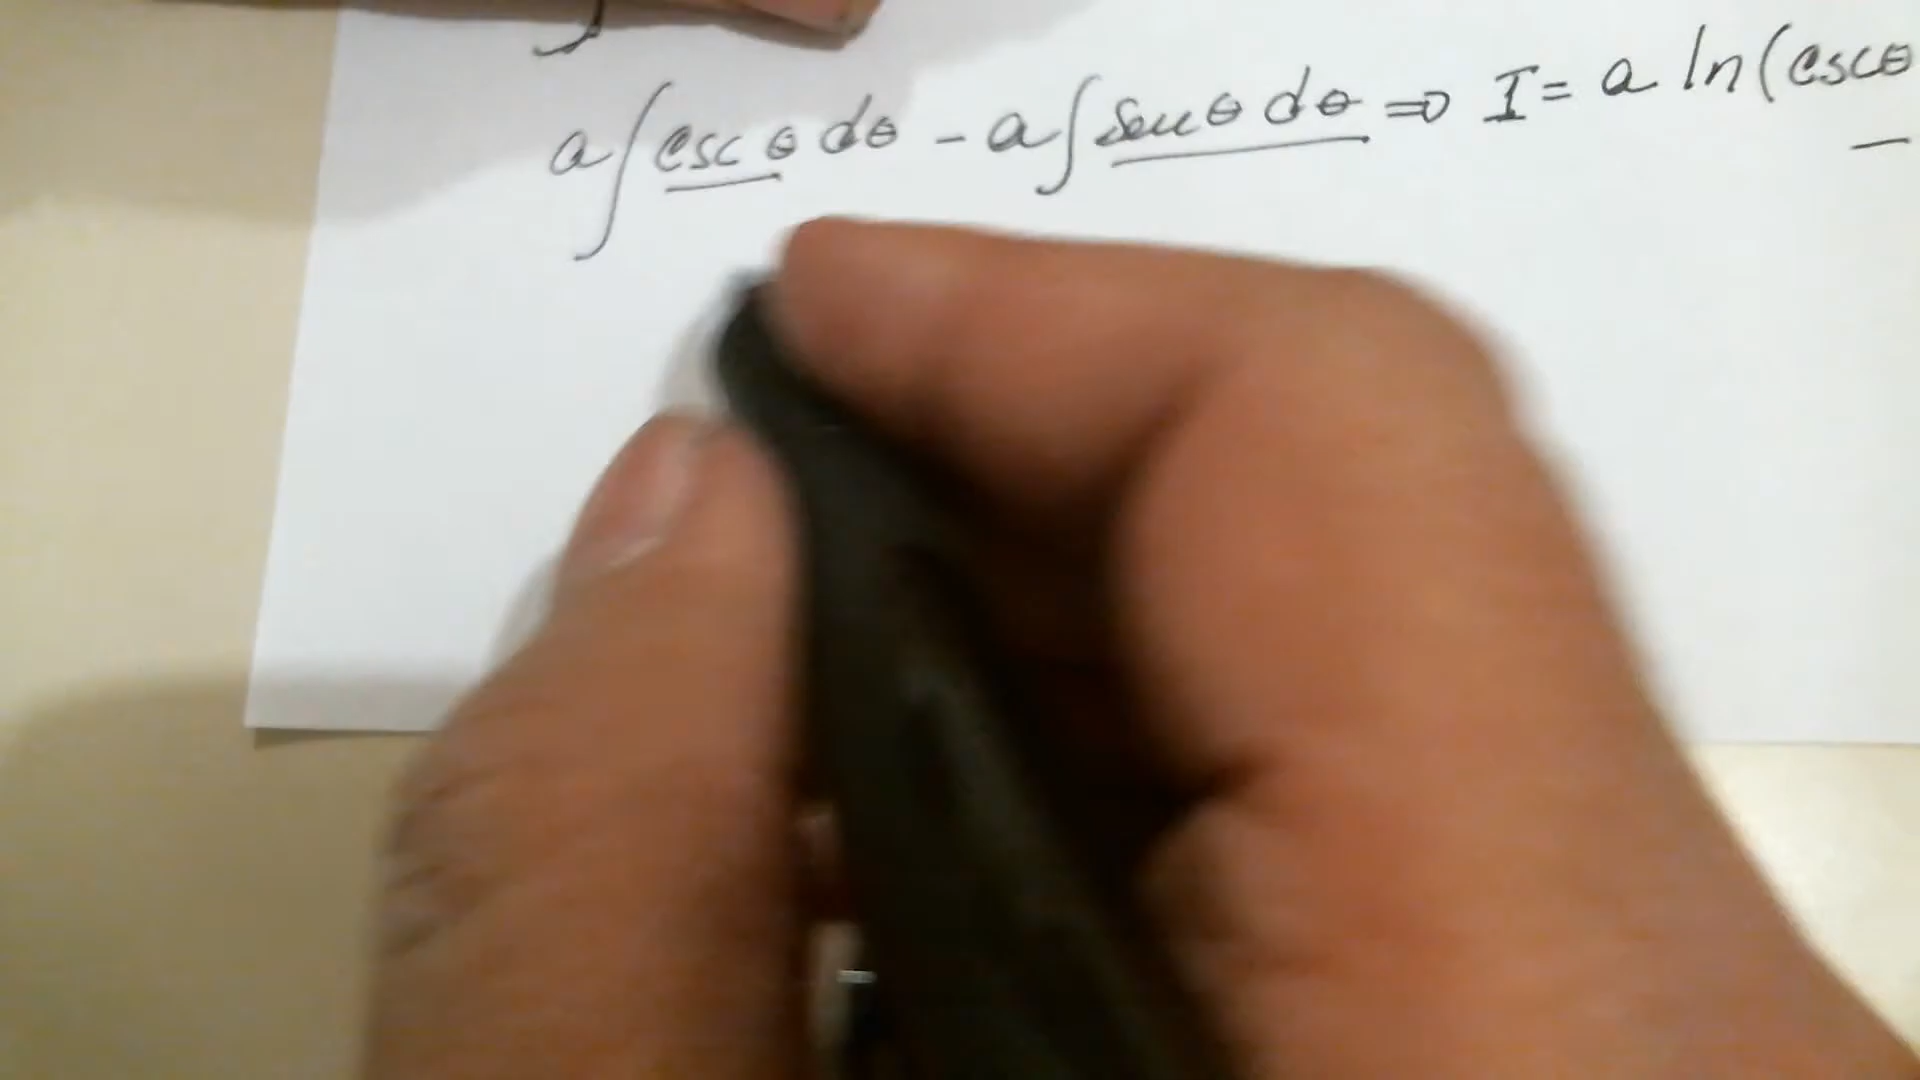 a∫cscθ dθ - a∫senθ dθ ⇒ I = a ln(cscθ